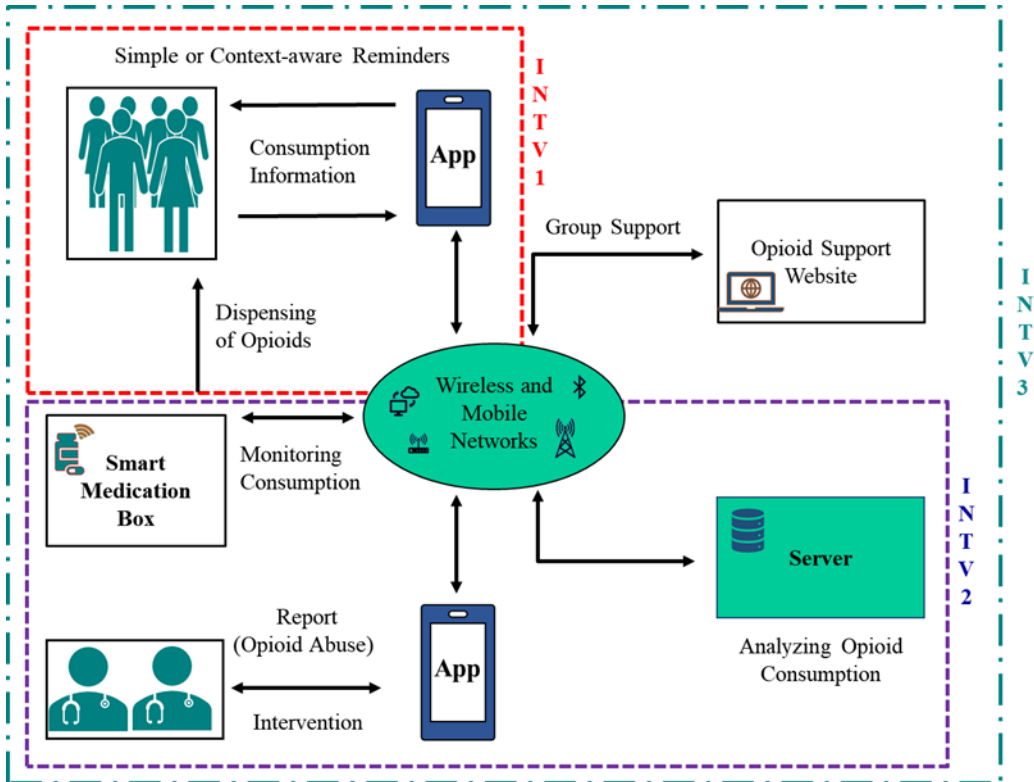 Simple or Context-aware Reminders
App
Consumption
Information
I
N
T
V
1
Group Support
Opioid Support
Website
Dispensing
of Opioids
I
N
T
V
3
Wireless and
Mobile
Networks
Smart
Medication
Box
Monitoring
Consumption
I
N
T
V
2
Server
Report
(Opioid Abuse)
App
Analyzing Opioid
Consumption
Intervention